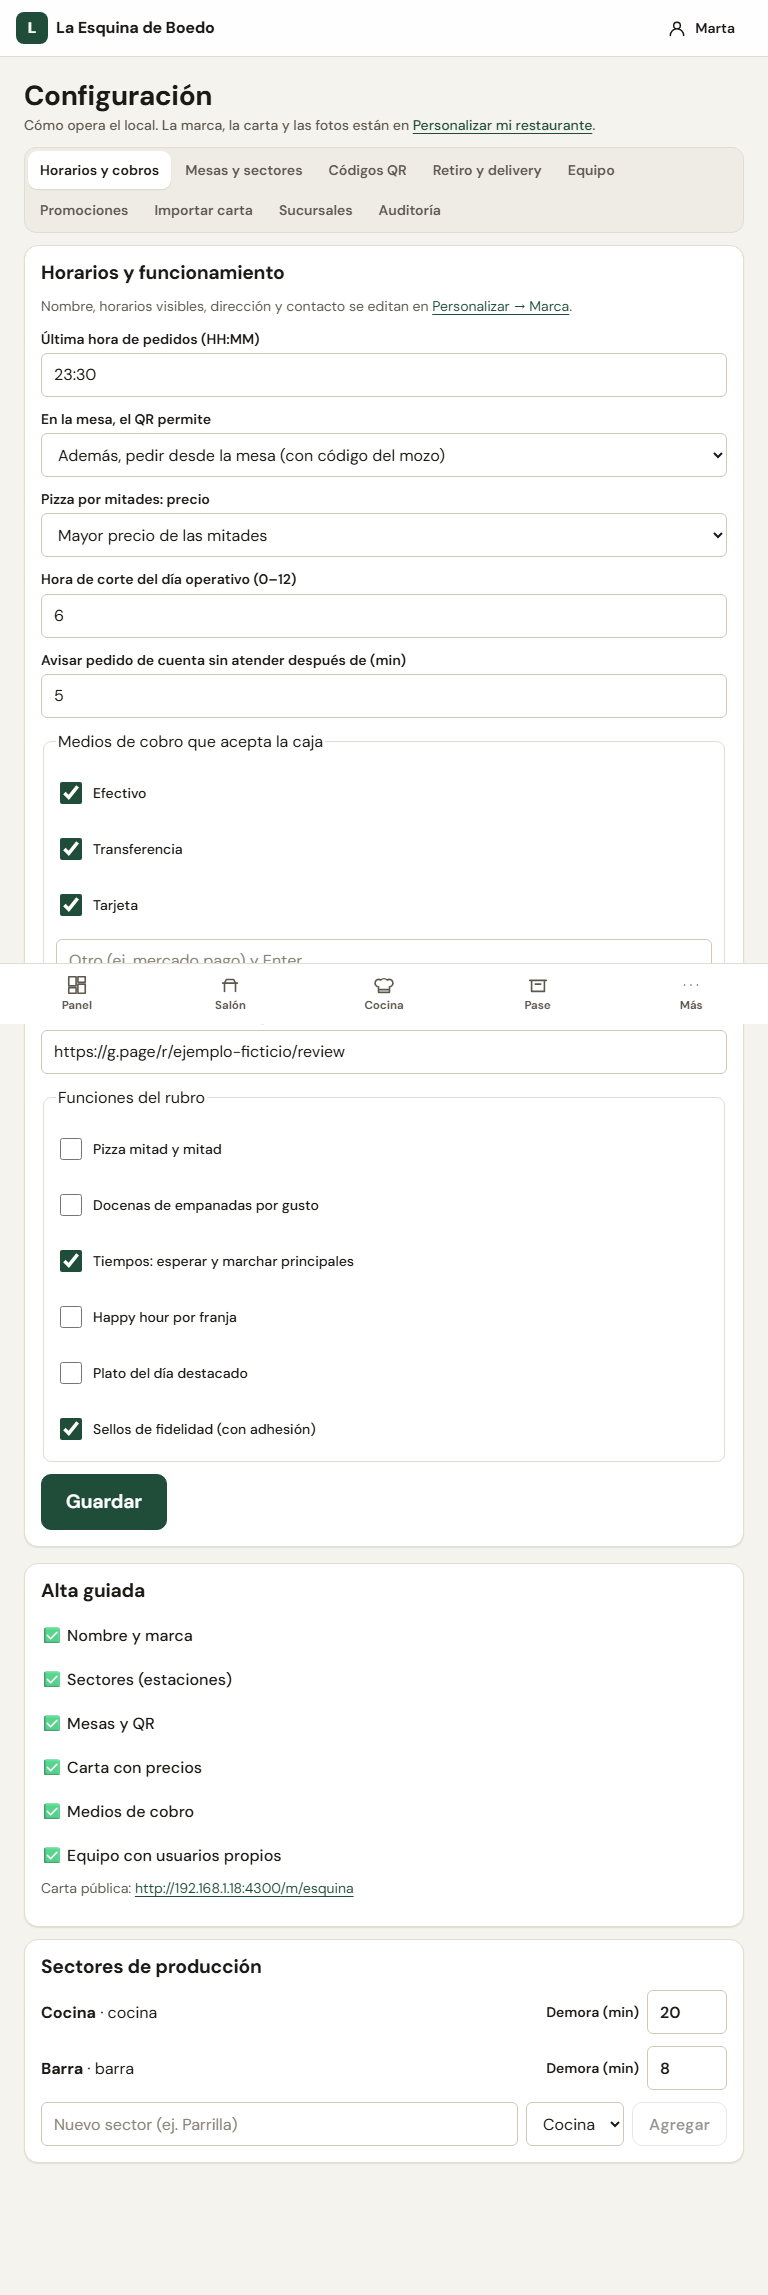 L La Esquina de Boedo Marta
Configuración
Cómo opera el local. La marca, la carta y las fotos están en Personalizar mi restaurante.
Horarios y cobros Mesas y sectores Códigos QR Retiro y delivery Equipo
Promociones Importar carta Sucursales Auditoría
Horarios y funcionamiento
Nombre, horarios visibles, dirección y contacto se editan en Personalizar → Marca.
Última hora de pedidos (HH:MM)
23:30
En la mesa, el QR permite
Además, pedir desde la mesa (con código del mozo)
Pizza por mitades: precio
Mayor precio de las mitades
Hora de corte del día operativo (0–12)
6
Avisar pedido de cuenta sin atender después de (min)
5
Medios de cobro que acepta la caja
Efectivo
Transferencia
Tarjeta
Otro (ej. mercado pago) y Enter
Panel Salón Cocina Pase Más
https://g.page/r/ejemplo-ficticio/review
Funciones del rubro
Pizza mitad y mitad
Docenas de empanadas por gusto
Tiempos: esperar y marchar principales
Happy hour por franja
Plato del día destacado
Sellos de fidelidad (con adhesión)
Guardar
Alta guiada
Nombre y marca
Sectores (estaciones)
Mesas y QR
Carta con precios
Medios de cobro
Equipo con usuarios propios
Carta pública: http://192.168.1.18:4300/m/esquina
Sectores de producción
Cocina · cocina Demora (min) 20
Barra · barra Demora (min) 8
Nuevo sector (ej. Parrilla) Cocina Agregar